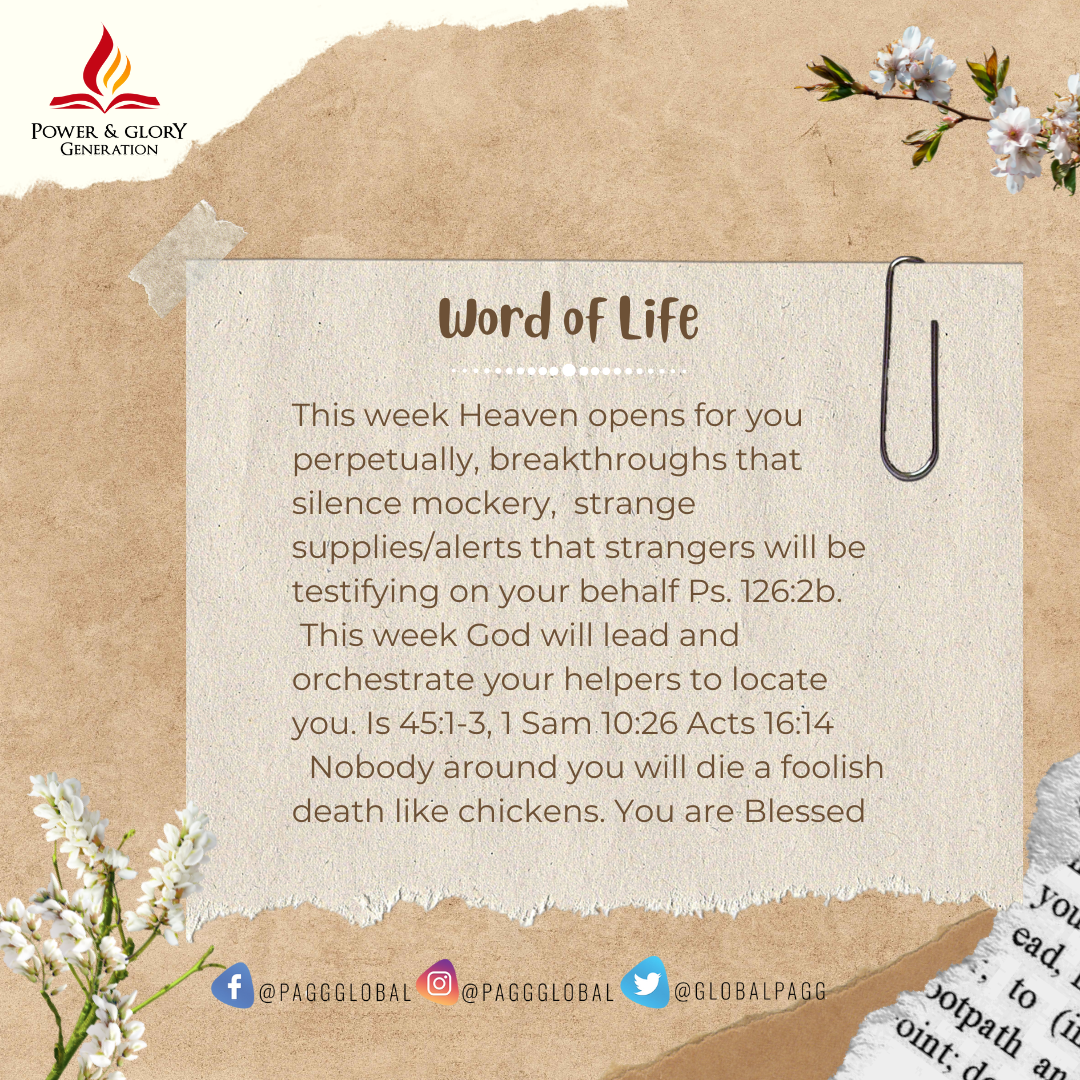 POWER & GLORY
GENERATION
Word of Life
This week Heaven opens for you
perpetually, breakthroughs that
silence mockery,  strange
supplies/alerts that strangers will be
testifying on your behalf Ps. 126:2b.
This week God will lead and
orchestrate your helpers to locate
you. Is 45:1-3, 1 Sam 10:26 Acts 16:14
Nobody around you will die a foolish
death like chickens. You are Blessed
@PAGGGLOBAL @PAGGGLOBAL @GLOBALPAGG
you
ead,
; to (i
ootpath an
oint; de